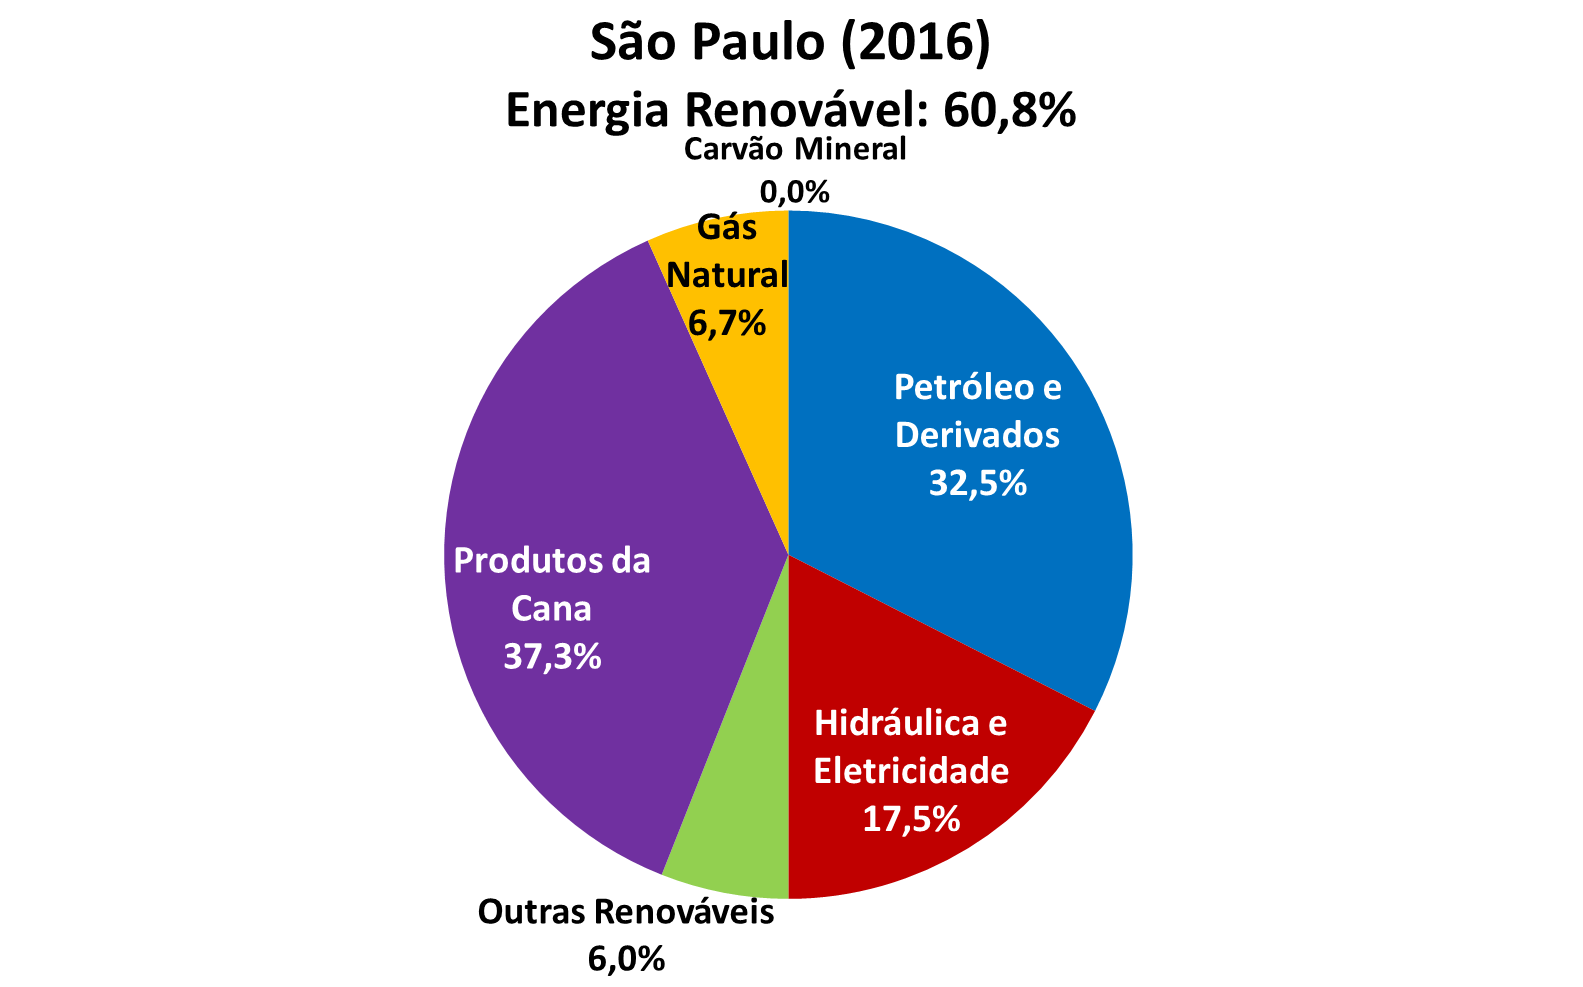 São Paulo (2016)
Energia Renovável: 60,8%
Carvão Mineral
0,0%
Gás
Natural
6,7%
Petróleo e
Derivados
32,5%
Produtos da
Cana
37,3%
Hidráulica e
Eletricidade
17,5%
Outras Renováveis
6,0%